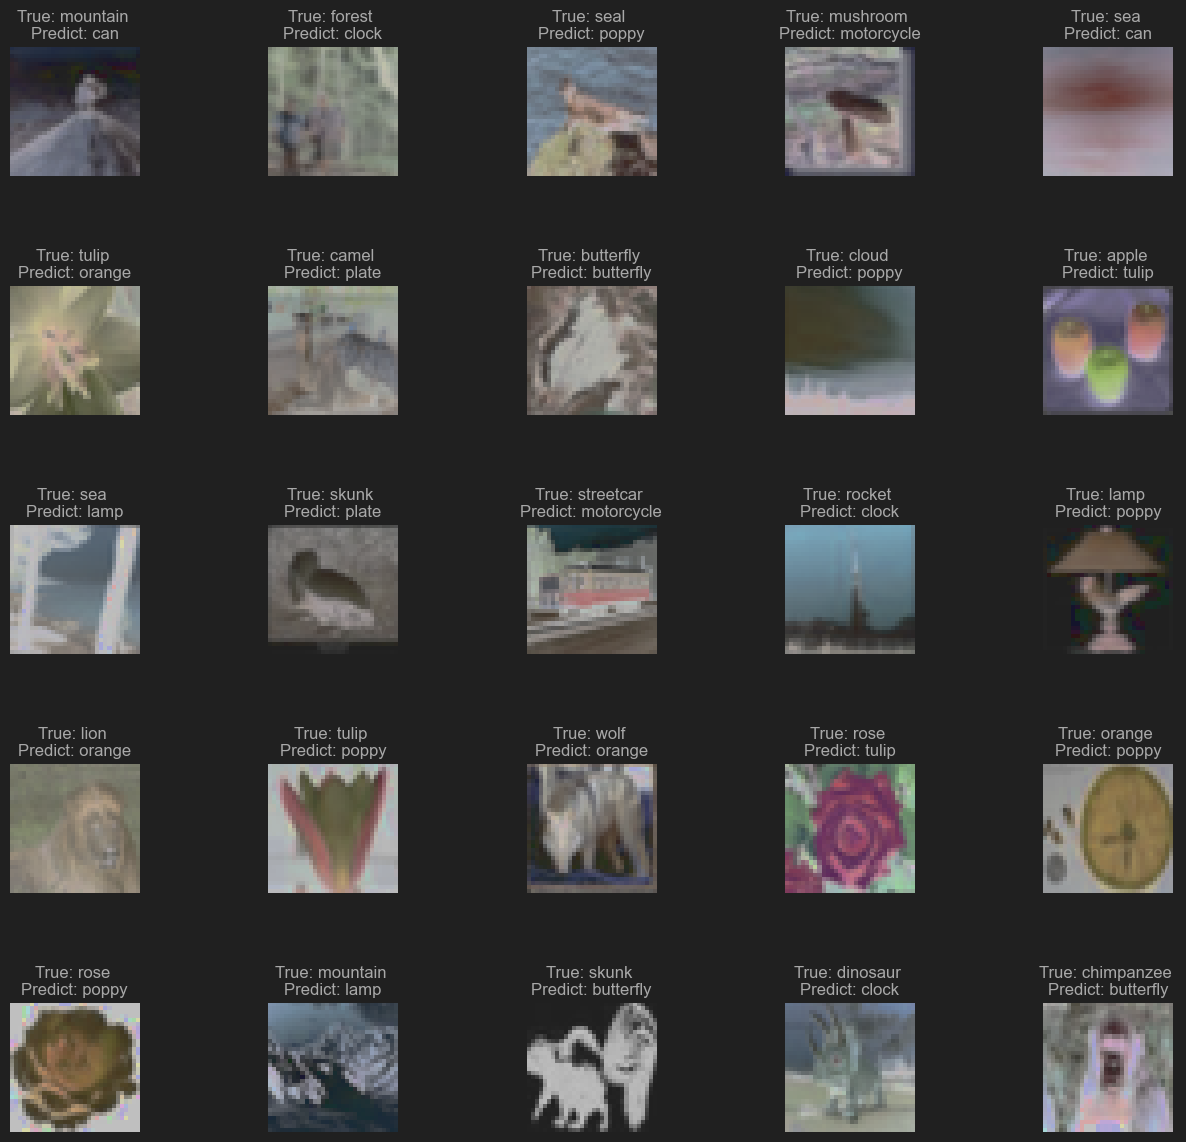 True: mountain
Predict: can
True: forest
Predict: clock
True: seal
Predict: poppy
True: mushroom
Predict: motorcycle
True: sea
Predict: can
True: tulip
Predict: orange
True: camel
Predict: plate
True: butterfly
Predict: butterfly
True: cloud
Predict: poppy
True: apple
Predict: tulip
True: sea
Predict: lamp
True: skunk
Predict: plate
True: streetcar
Predict: motorcycle
True: rocket
Predict: clock
True: lamp
Predict: poppy
True: lion
Predict: orange
True: tulip
Predict: poppy
True: wolf
Predict: orange
True: rose
Predict: tulip
True: orange
Predict: poppy
True: rose
Predict: poppy
True: mountain
Predict: lamp
True: skunk
Predict: butterfly
True: dinosaur
Predict: clock
True: chimpanzee
Predict: butterfly